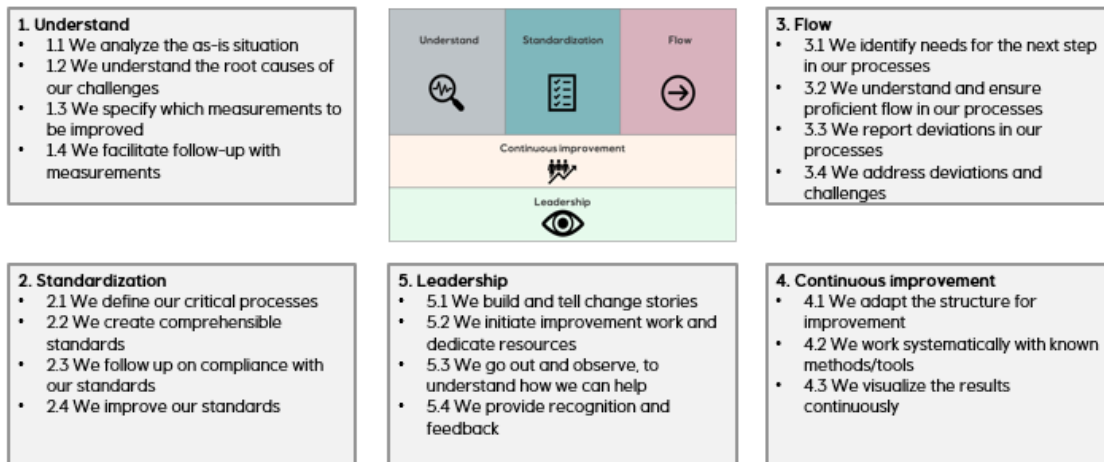 1. Understand
• 1.1 We analyze the as-is situation
• 1.2 We understand the root causes of
our challenges
• 1.3 We specify which measurements to
be improved
• 1.4 We facilitate follow-up with
measurements
Understand
Standardization
Flow
Continuous improvement
Leadership
3. Flow
• 3.1 We identify needs for the next step
in our processes
• 3.2 We understand and ensure
proficient flow in our processes
• 3.3 We report deviations in our
processes
• 3.4 We address deviations and
challenges
2. Standardization
• 2.1 We define our critical processes
• 2.2 We create comprehensible
standards
• 2.3 We follow up on compliance with
our standards
• 2.4 We improve our standards
5. Leadership
• 5.1 We build and tell change stories
• 5.2 We initiate improvement work and
dedicate resources
• 5.3 We go out and observe, to
understand how we can help
• 5.4 We provide recognition and
feedback
4. Continuous improvement
• 4.1 We adapt the structure for
improvement
• 4.2 We work systematically with known
methods/tools
• 4.3 We visualize the results
continuously